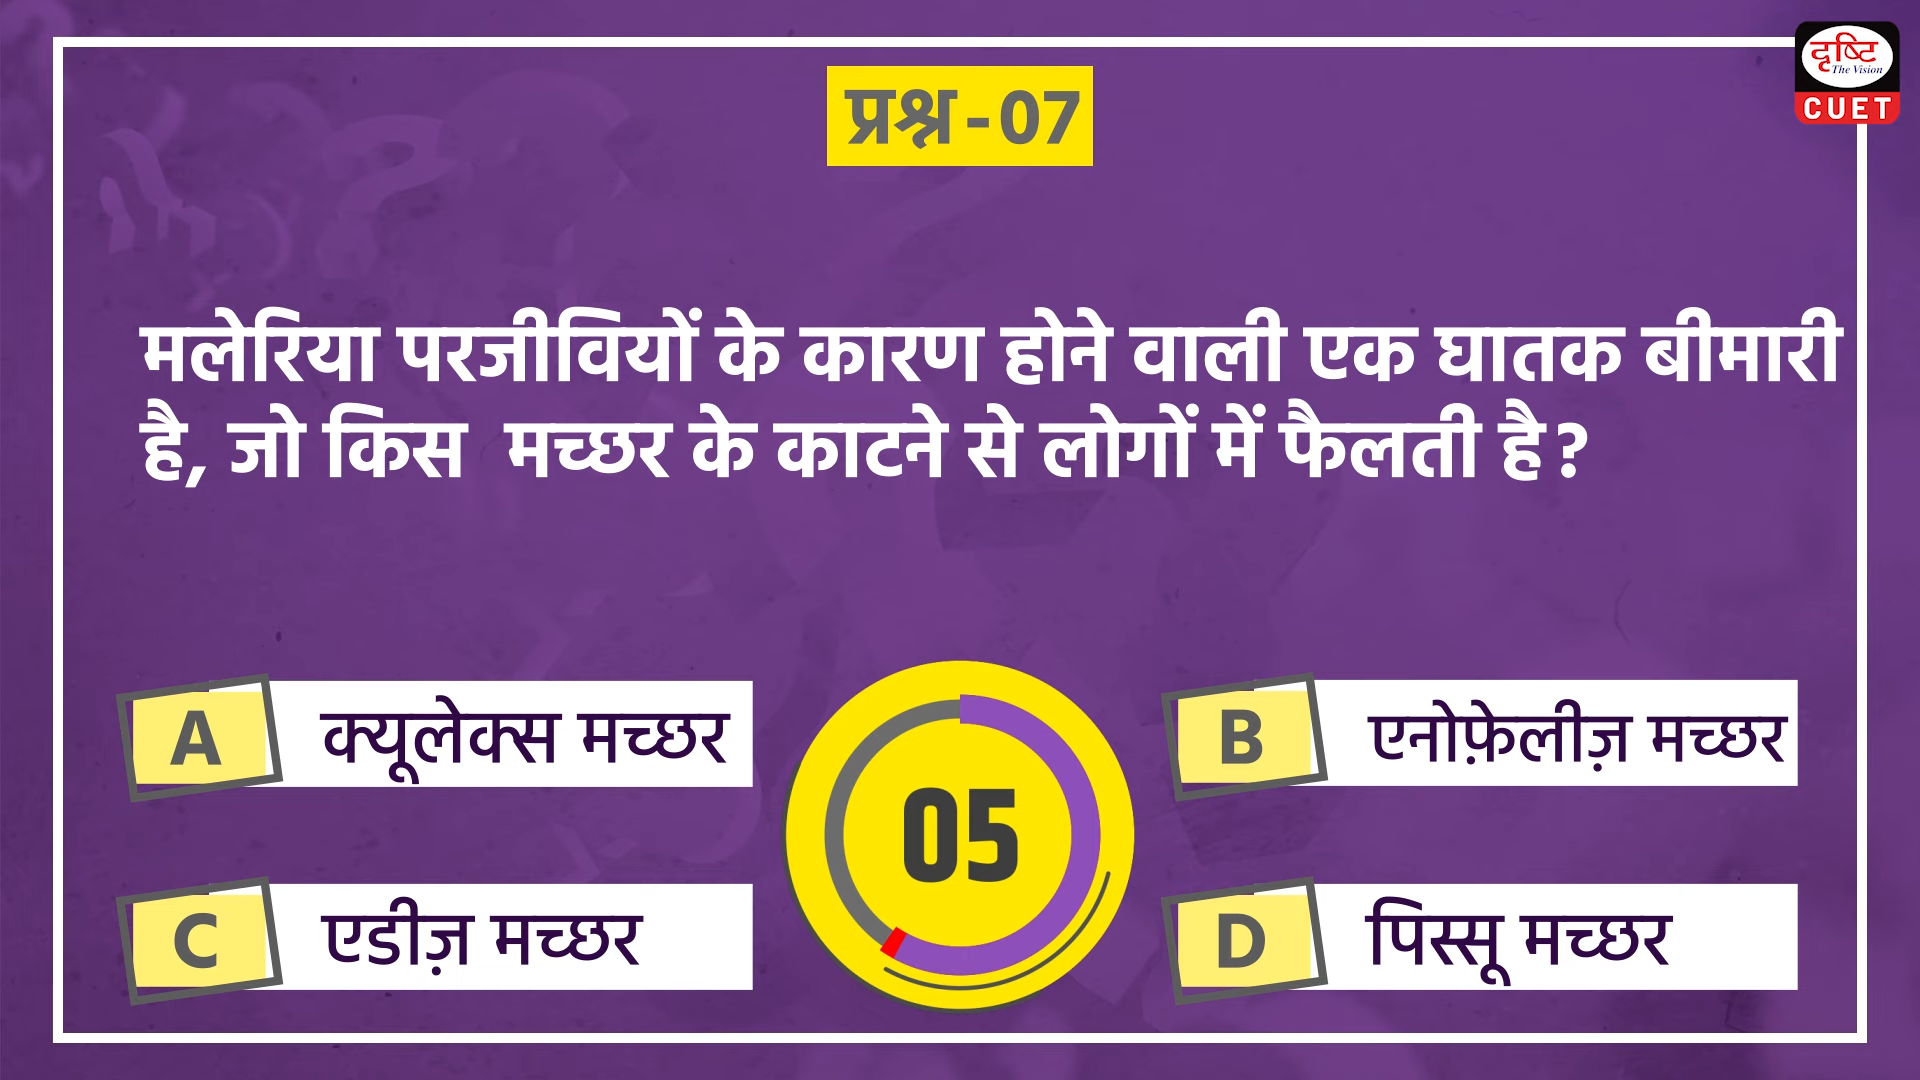 दृष्टि
The Vision
CUET
प्रश्न-07
मलेरिया परजीवियों के कारण होने वाली एक घातक बीमारी
है, जो किस मच्छर के काटने से लोगों में फैलती है?
A क्यूलेक्स मच्छर
B एनोफ़ेलीज़ मच्छर
05
C एडीज़ मच्छर
D पिस्सू मच्छर